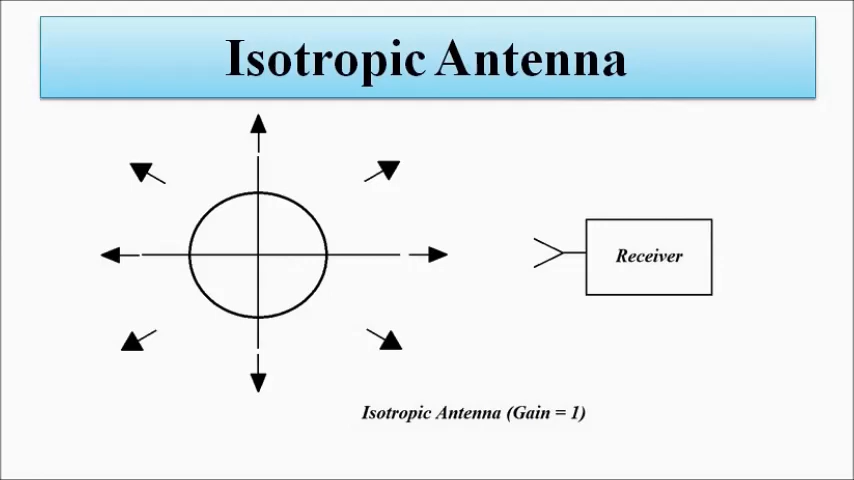 Isotropic Antenna
Receiver
Isotropic Antenna (Gain = 1)